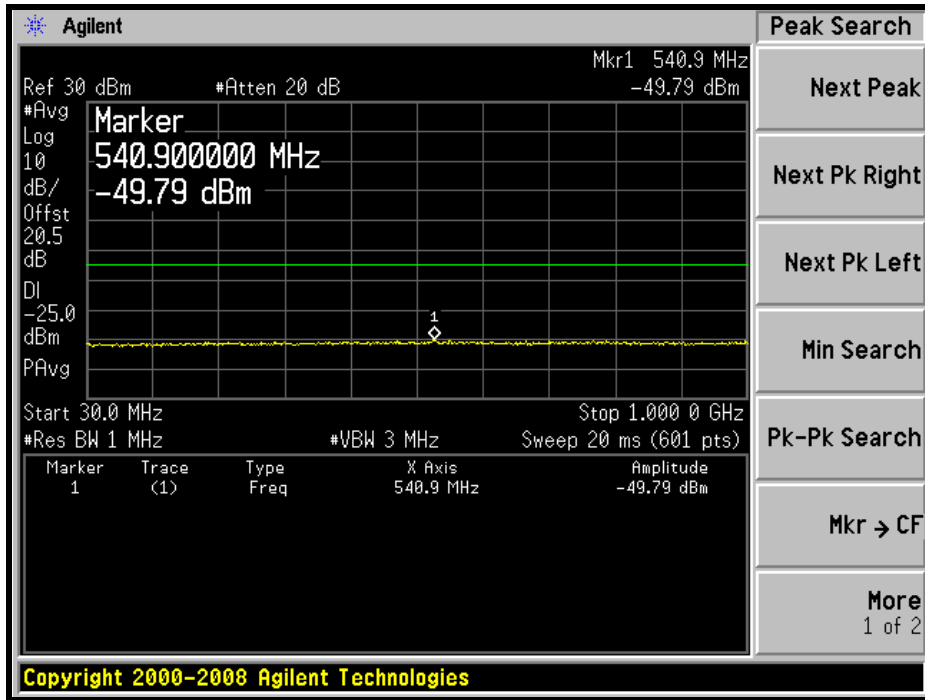 Agilent
Peak Search
Mkr1 540.9 MHz
Ref 30 dBm #Atten 20 dB -49.79 dBm
#Avg
Log
10
dB/
Offst
20.5
dB
DI
-25.0
dBm
PAvg
Marker
540.900000 MHz
-49.79 dBm
1
Start 30.0 MHz Stop 1.000 0 GHz
#Res BW 1 MHz #VBW 3 MHz Sweep 20 ms (601 pts)
Marker Trace Type X Axis Amplitude
1 (1) Freq 540.9 MHz -49.79 dBm
Next Peak
Next Pk Right
Next Pk Left
Min Search
Pk-Pk Search
Mkr → CF
More
1 of 2
Copyright 2000-2008 Agilent Technologies